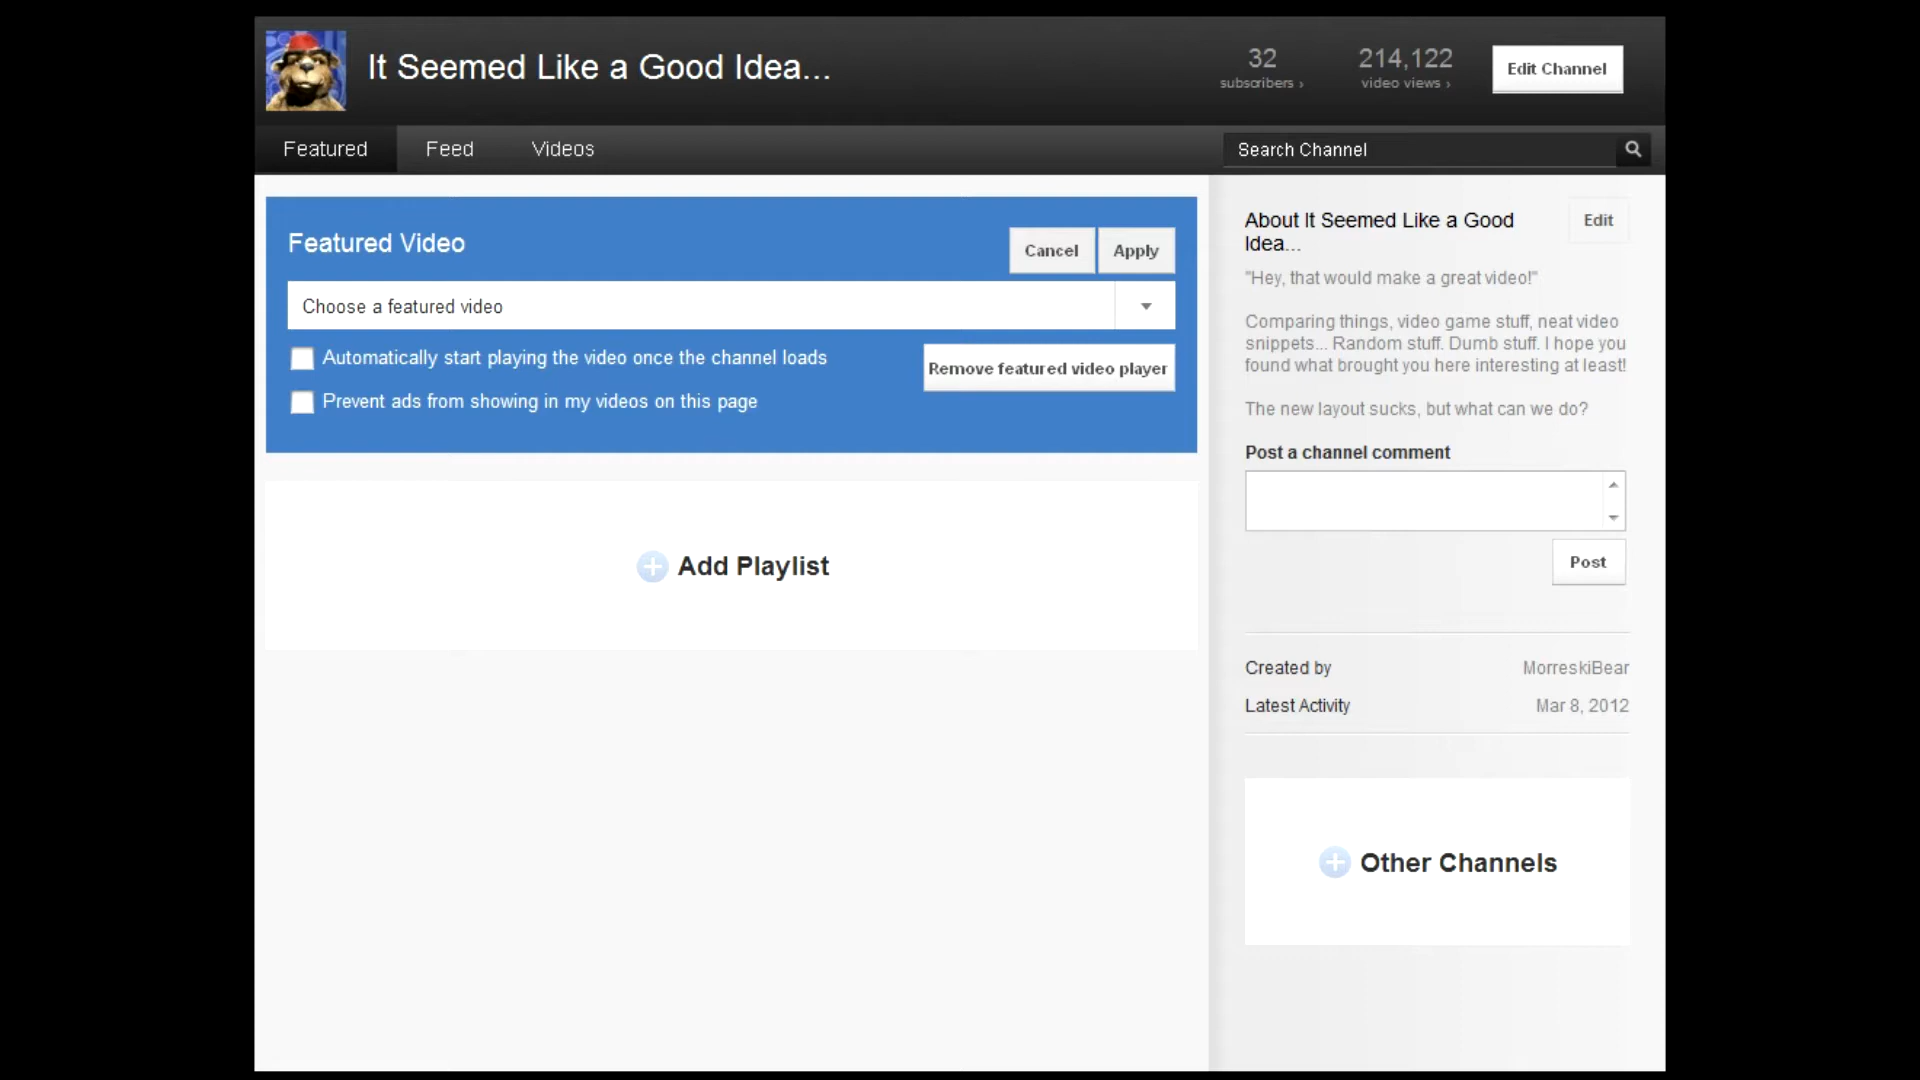 It Seemed Like a Good Idea...
32
subscribers ›
214,122
video views ›
Edit Channel
Featured
Feed
Videos
Search Channel
Featured Video
Cancel
Apply
Choose a featured video
Automatically start playing the video once the channel loads
Prevent ads from showing in my videos on this page
Remove featured video player
Add Playlist
About It Seemed Like a Good
Idea...
Edit
"Hey, that would make a great video!"
Comparing things, video game stuff, neat video
snippets... Random stuff. Dumb stuff. I hope you
found what brought you here interesting at least!
The new layout sucks, but what can we do?
Post a channel comment
Post
Created by
MorreskiBear
Latest Activity
Mar 8, 2012
Other Channels